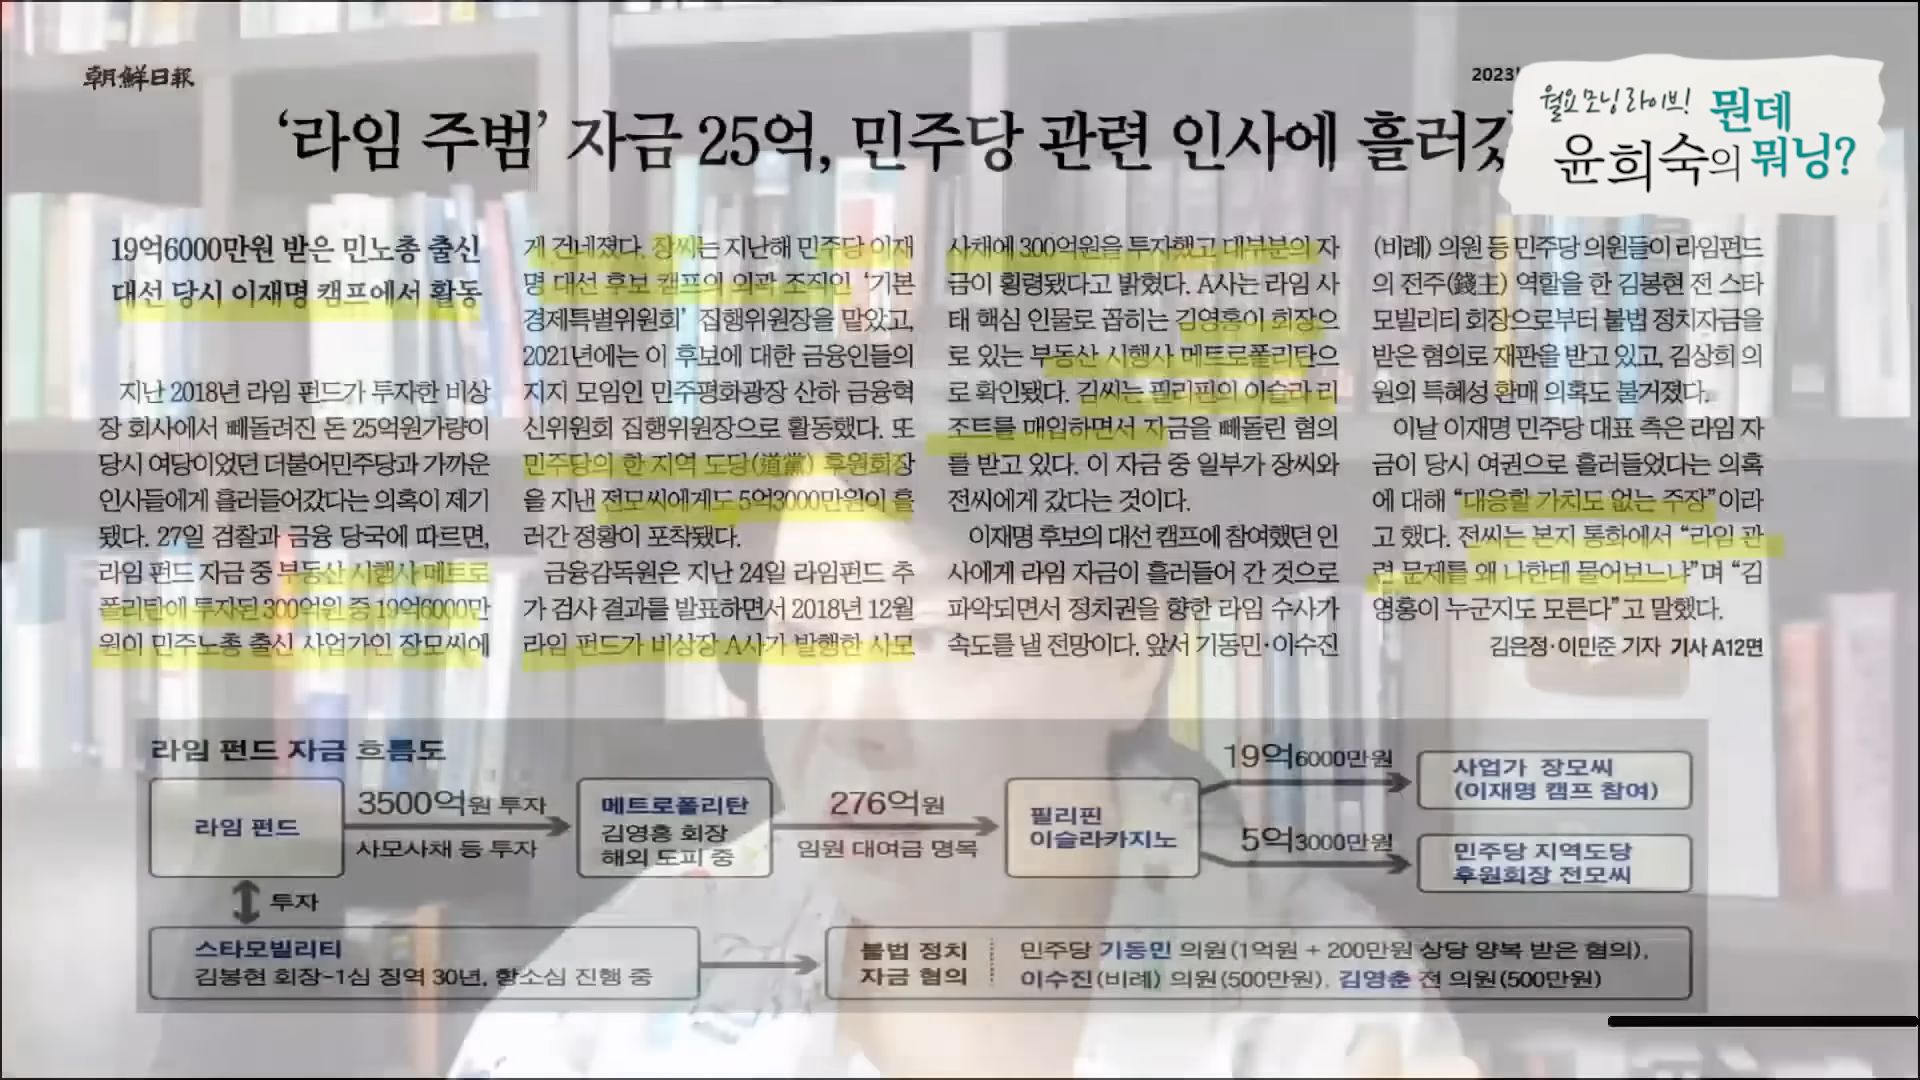 朝鮮日報
2023
월요 모닝 라이브! 뭔데
윤희숙의 뭐닝?
‘라임 주범’ 자금 25억, 민주당 관련 인사에 흘러갔
19억6000만원 받은 민노총 출신
대선 당시 이재명 캠프에서 활동
지난 2018년 라임 펀드가 투자한 비상
장 회사에서 빼돌려진 돈 25억원가량이
당시 여당이었던 더불어민주당과 가까운
인사들에게 흘러들어갔다는 의혹이 제기
됐다. 27일 검찰과 금융 당국에 따르면,
라임 펀드 자금 중 부동산 시행사 메트로
폴리탄에 투자된 300억원 중 19억6000만
원이 민주노총 출신 사업가인 장모씨에
게 건네졌다. 장씨는 지난해 민주당 이재
명 대선 후보 캠프의 외곽 조직인 ‘기본
경제특별위원회’ 집행위원장을 맡았고,
2021년에는 이 후보에 대한 금융인들의
지지 모임인 민주평화광장 산하 금융혁
신위원회 집행위원장으로 활동했다. 또
민주당의 한 지역 도당(道黨) 후원회장
을 지낸 전모씨에게도 5억3000만원이 흘
러간 정황이 포착됐다.
금융감독원은 지난 24일 라임펀드 추
가 검사 결과를 발표하면서 2018년 12월
라임 펀드가 비상장 A사가 발행한 사모
사채에 300억원을 투자했고 대부분의 자
금이 횡령됐다고 밝혔다. A사는 라임 사
태 핵심 인물로 꼽히는 김영홍이 회장으
로 있는 부동산 시행사 메트로폴리탄으
로 확인됐다. 김씨는 필리핀의 이슬라 리
조트를 매입하면서 자금을 빼돌린 혐의
를 받고 있다. 이 자금 중 일부가 장씨와
전씨에게 갔다는 것이다.
이재명 후보의 대선 캠프에 참여했던 인
사에게 라임 자금이 흘러들어 간 것으로
파악되면서 정치권을 향한 라임 수사가
속도를 낼 전망이다. 앞서 기동민·이수진
(비례) 의원 등 민주당 의원들이 라임펀드
의 전주(錢主) 역할을 한 김봉현 전 스타
모빌리티 회장으로부터 불법 정치자금을
받은 혐의로 재판을 받고 있고, 김상희 의
원의 특혜성 환매 의혹도 불거졌다.
이날 이재명 민주당 대표 측은 라임 자
금이 당시 여권으로 흘러들었다는 의혹
에 대해 “대응할 가치도 없는 주장”이라
고 했다. 전씨는 본지 통화에서 “라임 관
련 문제를 왜 나한테 물어보느냐”며 “김
영홍이 누군지도 모른다”고 말했다.
김은정·이민준 기자 기사 A12면
라임 펀드 자금 흐름도
라임 펀드
3500억원 투자
사모사채 등 투자
메트로폴리탄
김영홍 회장
해외 도피 중
276억원
임원 대여금 명목
필리핀
이슬라카지노
19억6000만원
사업가 장모씨
(이재명 캠프 참여)
5억3000만원
민주당 지역도당
후원회장 전모씨
투자
스타모빌리티
김봉현 회장-1심 징역 30년, 항소심 진행 중
불법 정치
자금 혐의
민주당 기동민 의원(1억원 + 200만원 상당 양복 받은 혐의),
이수진(비례) 의원(500만원), 김영춘 전 의원(500만원)